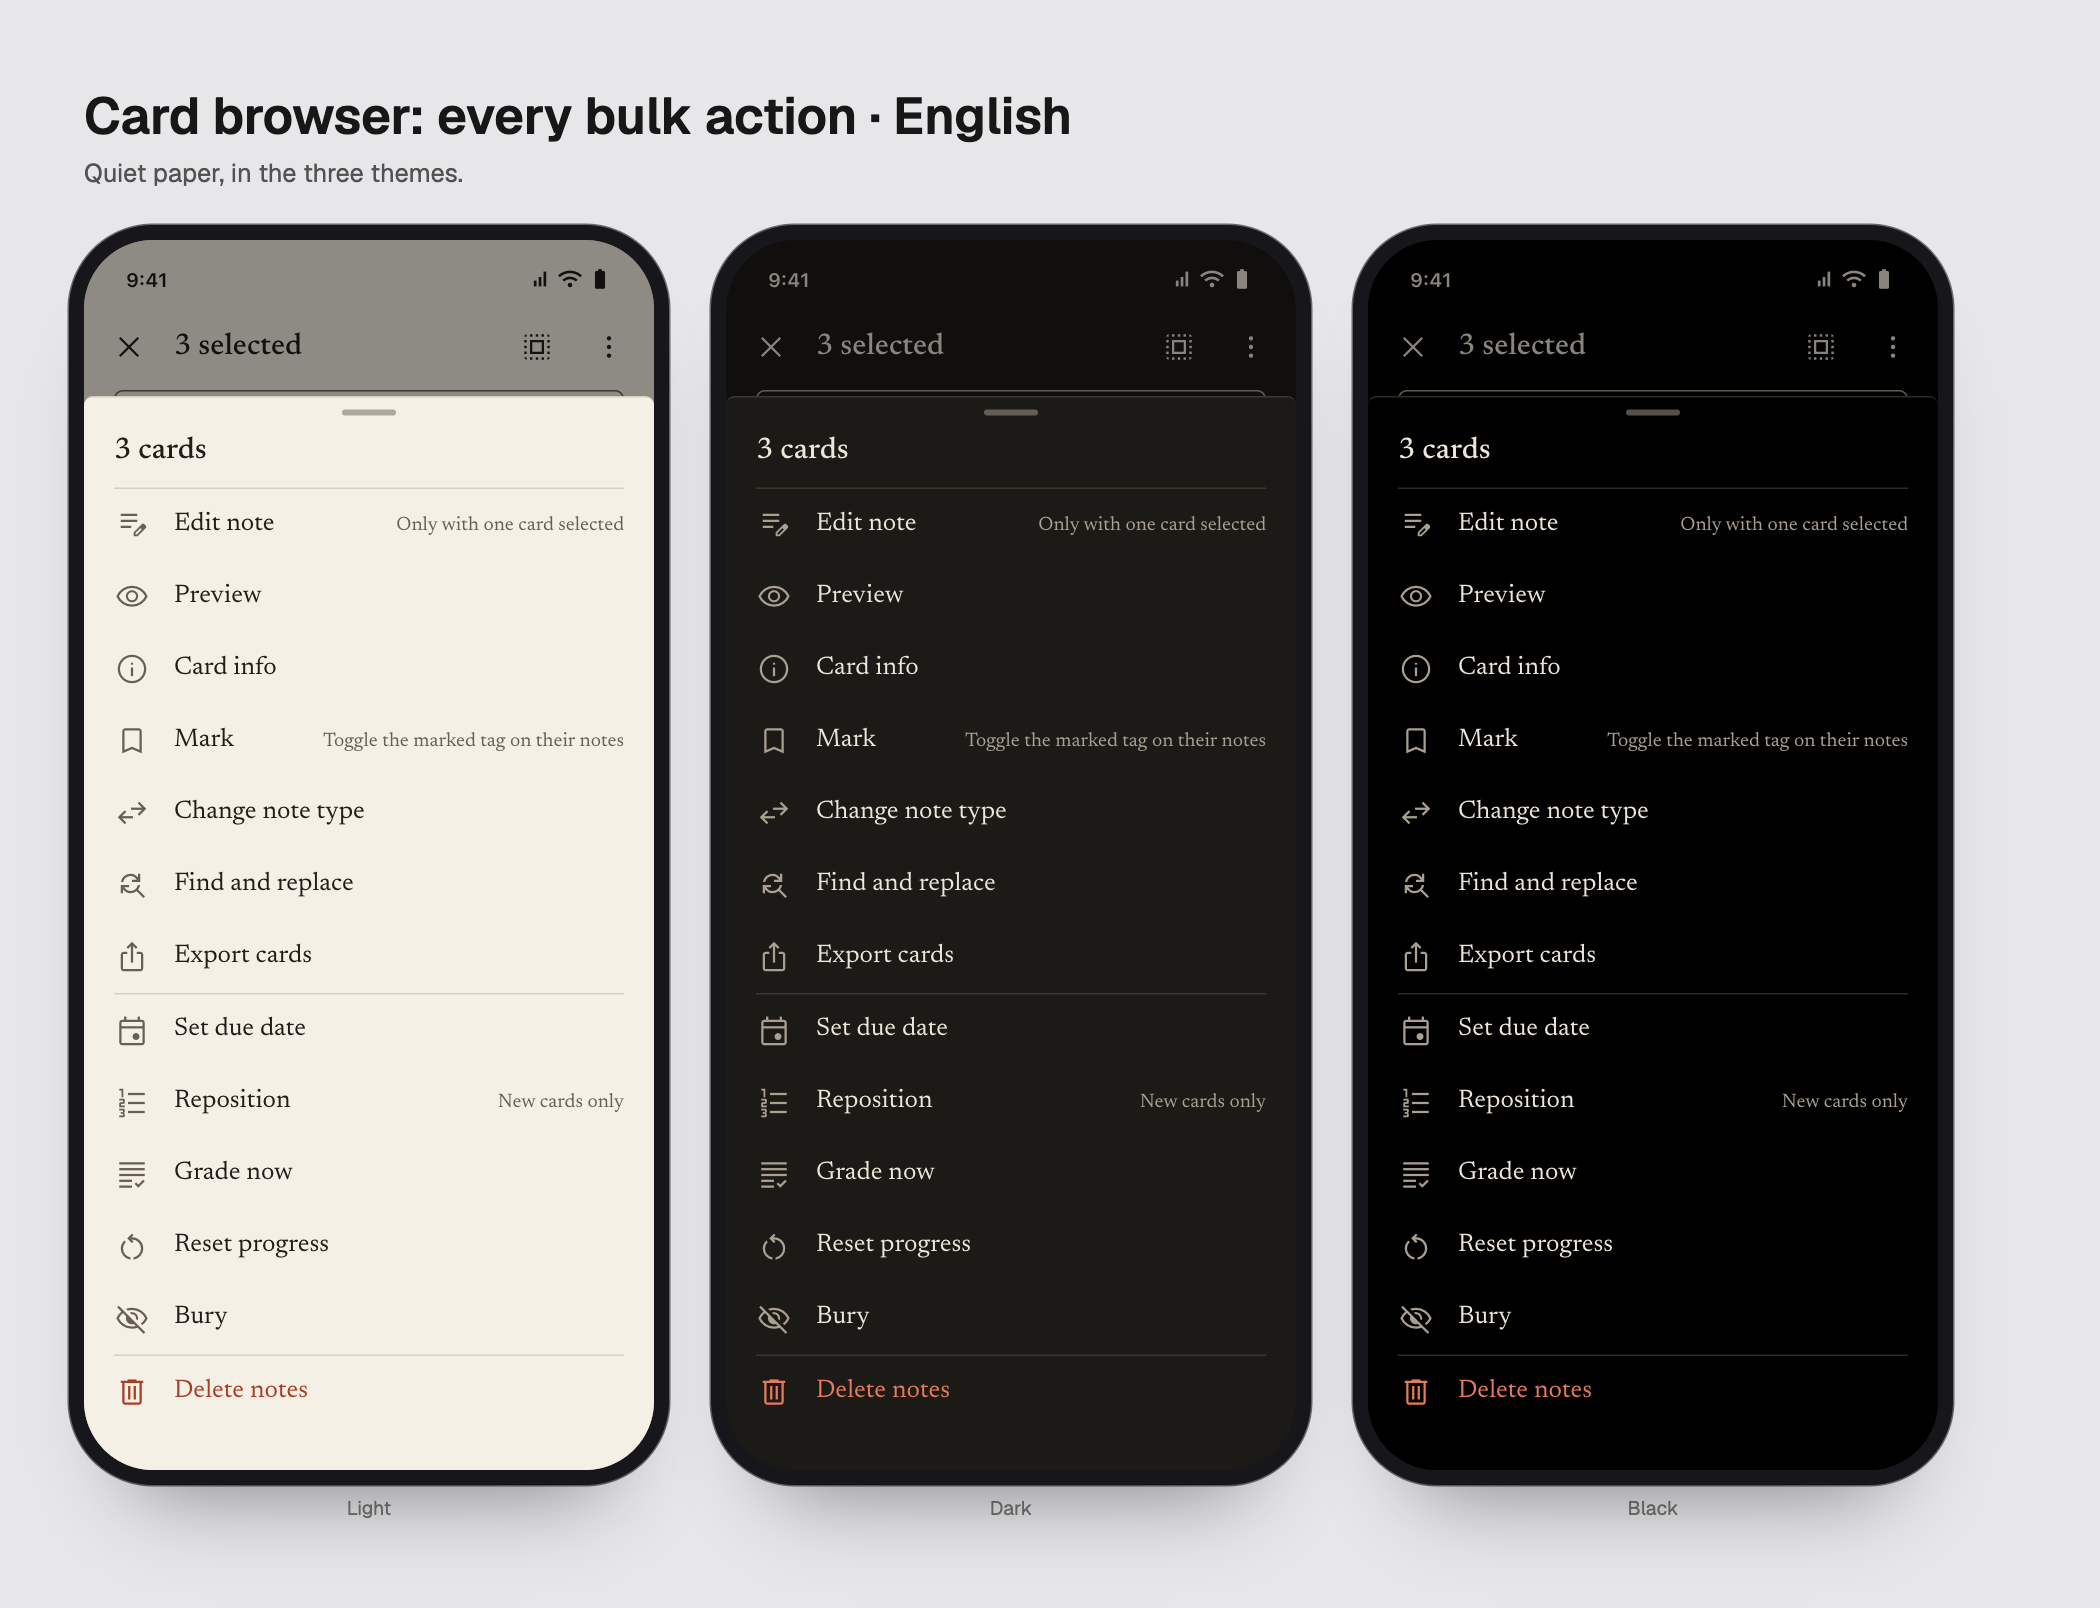 Card browser: every bulk action · English
Quiet paper, in the three themes.
9:41
3 selected
3 cards
Edit note Only with one card selected
Preview
Card info
Mark Toggle the marked tag on their notes
Change note type
Find and replace
Export cards
Set due date
Reposition New cards only
Grade now
Reset progress
Bury
Delete notes
Light
9:41
3 selected
3 cards
Edit note Only with one card selected
Preview
Card info
Mark Toggle the marked tag on their notes
Change note type
Find and replace
Export cards
Set due date
Reposition New cards only
Grade now
Reset progress
Bury
Delete notes
Dark
9:41
3 selected
3 cards
Edit note Only with one card selected
Preview
Card info
Mark Toggle the marked tag on their notes
Change note type
Find and replace
Export cards
Set due date
Reposition New cards only
Grade now
Reset progress
Bury
Delete notes
Black